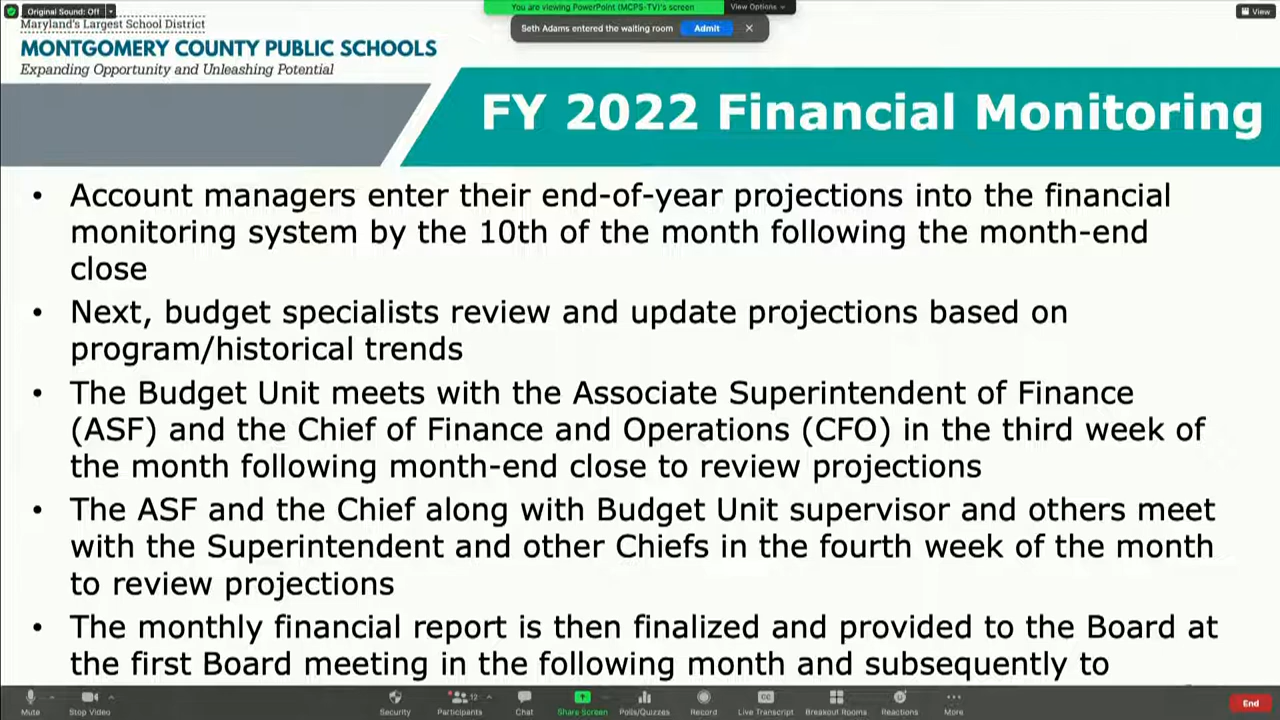 Original Sound: Off
You are viewing PowerPoint (MCPS-TV)'s screen
View Options
View
Maryland's Largest School District
Seth Adams entered the waiting room
Admit
MONTGOMERY COUNTY PUBLIC SCHOOLS
Expanding Opportunity and Unleashing Potential
FY 2022 Financial Monitoring
• Account managers enter their end-of-year projections into the financial
monitoring system by the 10th of the month following the month-end
close
• Next, budget specialists review and update projections based on
program/historical trends
• The Budget Unit meets with the Associate Superintendent of Finance
(ASF) and the Chief of Finance and Operations (CFO) in the third week of
the month following month-end close to review projections
• The ASF and the Chief along with Budget Unit supervisor and others meet
with the Superintendent and other Chiefs in the fourth week of the month
to review projections
• The monthly financial report is then finalized and provided to the Board at
the first Board meeting in the following month and subsequently to
12
Mute
Stop Video
Security
Participants
Chat
Share Screen
Polls/Quizzes
Record
Live Transcript
Breakout Rooms
Reactions
More
End